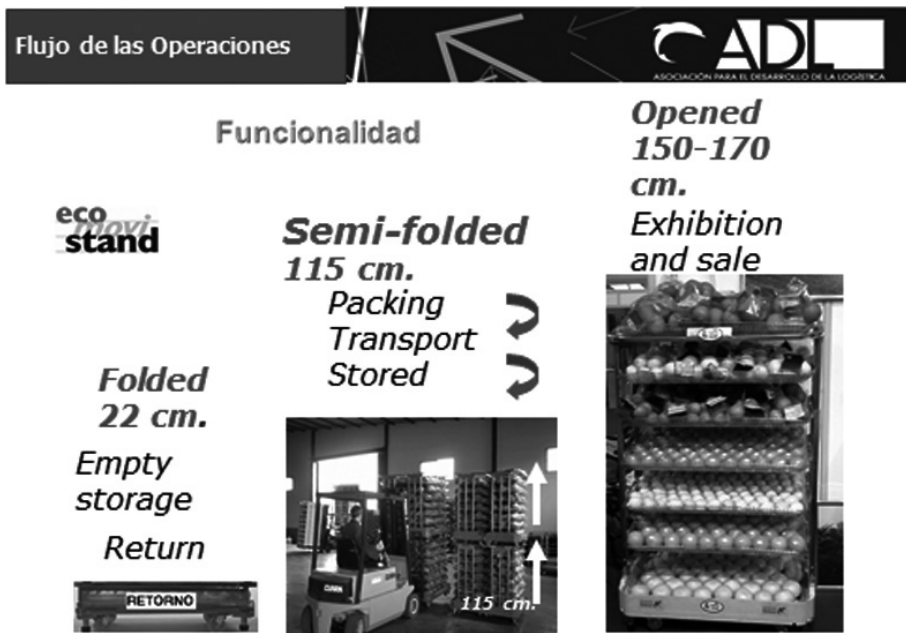 Flujo de las Operaciones
ADL
ASOCIACIÓN PARA EL DESARROLLO DE LA LOGÍSTICA
Funcionalidad
eco
movi
stand
Folded
22 cm.
Empty
storage
Return
RETORNO
Semi-folded
115 cm.
Packing
Transport
Stored
115 cm.
Opened
150-170
cm.
Exhibition
and sale